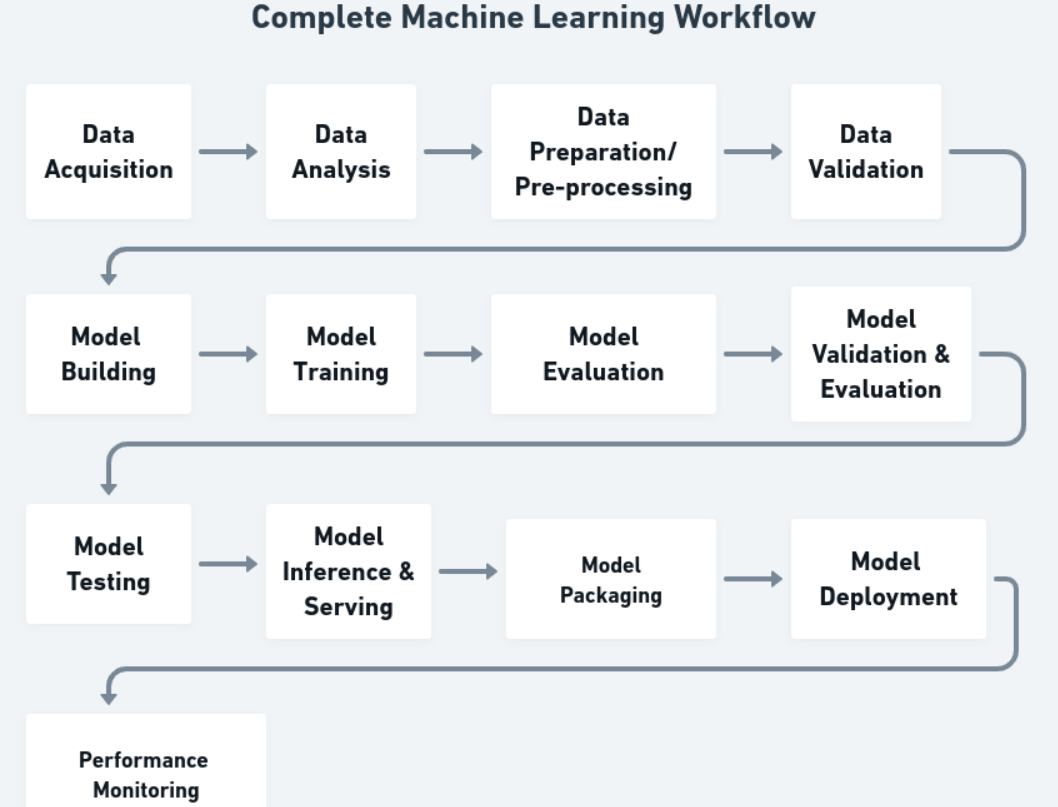 Complete Machine Learning Workflow
Data
Acquisition
Data
Analysis
Data
Preparation/
Pre-processing
Data
Validation
Model
Building
Model
Training
Model
Evaluation
Model
Validation &
Evaluation
Model
Testing
Model
Inference &
Serving
Model
Packaging
Model
Deployment
Performance
Monitoring